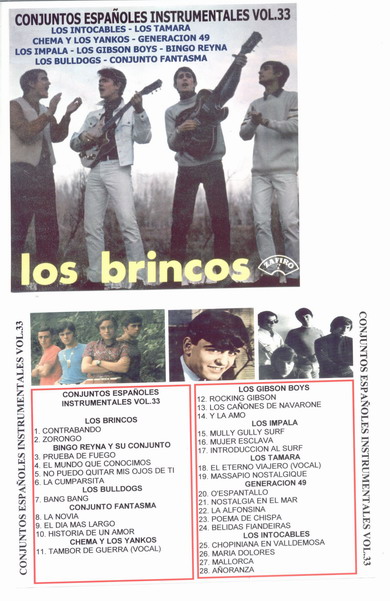 CONJUNTOS ESPAÑOLES INSTRUMENTALES VOL.33
LOS INTOCABLES - LOS TAMARA
CHEMA Y LOS YANKOS - GENERACION 49
LOS IMPALA - LOS GIBSON BOYS - BINGO REYNA
LOS BULLDOGS - CONJUNTO FANTASMA
los brincos
ZAFIRO
CONJUNTOS ESPAÑOLES INSTRUMENTALES VOL.33
CONJUNTOS ESPAÑOLES
INSTRUMENTALES VOL.33
LOS BRINCOS
1. CONTRABANDO
2. ZORONGO
BINGO REYNA Y SU CONJUNTO
3. PRUEBA DE FUEGO
4. EL MUNDO QUE CONOCIMOS
5. NO PUEDO QUITAR MIS OJOS DE TI
6. LA CUMPARSITA
LOS BULLDOGS
7. BANG BANG
CONJUNTO FANTASMA
8. LA NOVIA
9. EL DIA MAS LARGO
10. HISTORIA DE UN AMOR
CHEMA Y LOS YANKOS
11. TAMBOR DE GUERRA (VOCAL)
LOS GIBSON BOYS
12. ROCKING GIBSON
13. LOS CAÑONES DE NAVARONE
14. Y LA AMO
LOS IMPALA
15. MULLY GULLY SURF
16. MUJER ESCLAVA
17. INTRODUCCION AL SURF
LOS TAMARA
18. EL ETERNO VIAJERO (VOCAL)
19. MASSAPIO NOSTALGIQUE
GENERACION 49
20. O'ESPANTALLO
21. NOSTALGIA EN EL MAR
22. LA ALFONSINA
23. POEMA DE CHISPA
24. BELIDAS FIANDEIRAS
LOS INTOCABLES
25. CHOPINIANA EN VALLDEMOSA
26. MARIA DOLORES
27. MALLORCA
28. AÑORANZA
CONJUNTOS ESPAÑOLES INSTRUMENTALES VOL.33